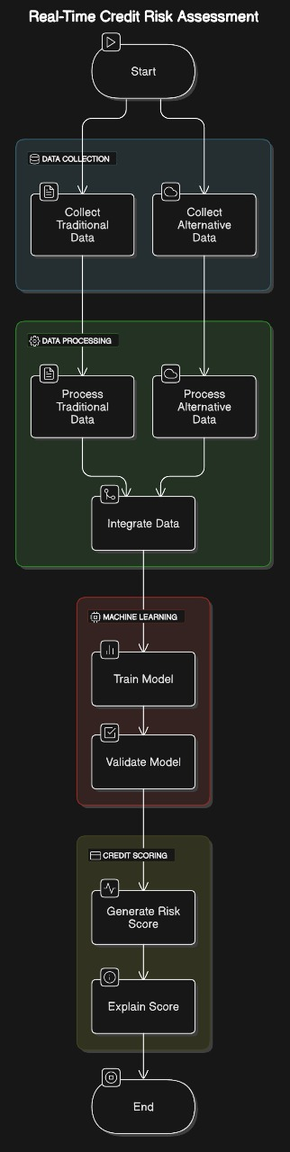 Real-Time Credit Risk Assessment
Start
DATA COLLECTION
Collect
Traditional
Data
Collect
Alternative
Data
DATA PROCESSING
Process
Traditional
Data
Process
Alternative
Data
Integrate Data
MACHINE LEARNING
Train Model
Validate Model
CREDIT SCORING
Generate Risk
Score
Explain Score
End